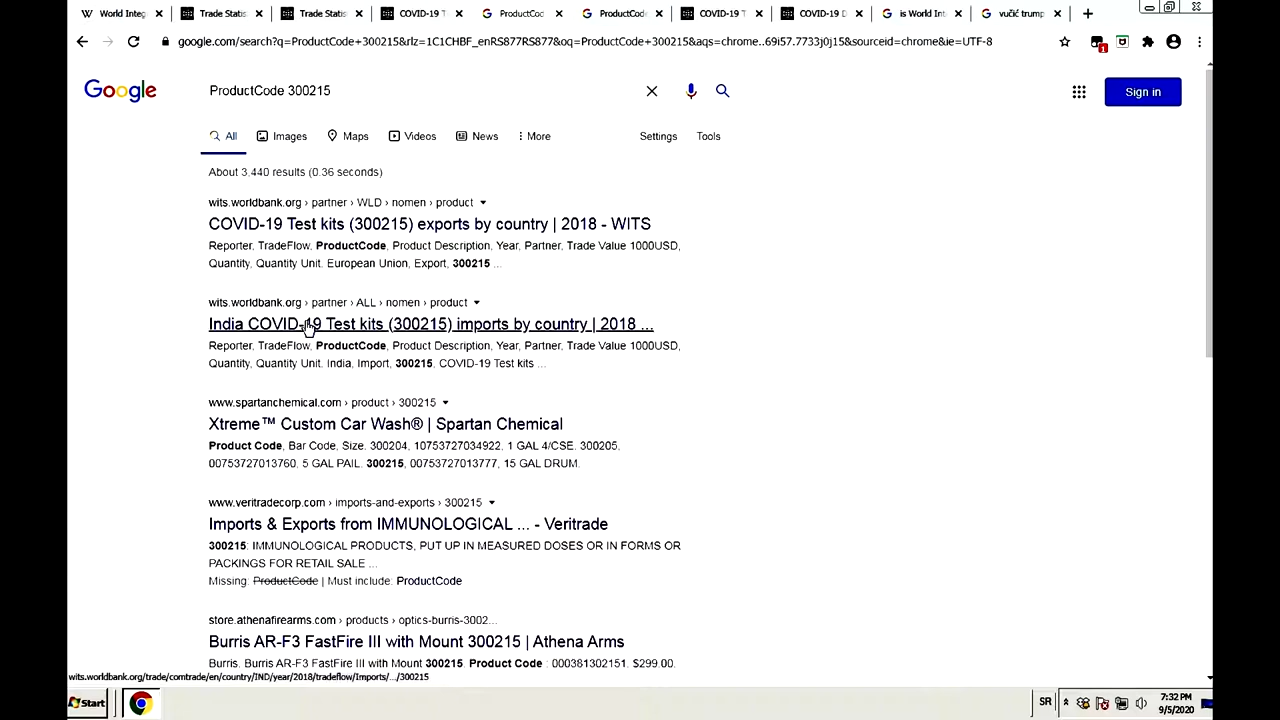 World Integ
Trade Statis
Trade Statis
COVID-19 T
ProductCod
ProductCode
COVID-19 T
COVID-19 D
is World Int
vučić trump
google.com/search?q=ProductCode+300215&rlz=1C1CHBF_enRS877RS877&oq=ProductCode+300215&aqs=chrome..69i57.7733j0j15&sourceid=chrome&ie=UTF-8
Google
ProductCode 300215
Sign in
All
Images
Maps
Videos
News
More
Settings
Tools
About 3,440 results (0.36 seconds)
wits.worldbank.org › partner › WLD › nomen › product
COVID-19 Test kits (300215) exports by country | 2018 - WITS
Reporter, TradeFlow, ProductCode, Product Description, Year, Partner, Trade Value 1000USD,
Quantity, Quantity Unit. European Union, Export, 300215 ...
wits.worldbank.org › partner › ALL › nomen › product
India COVID-19 Test kits (300215) imports by country | 2018 ...
Reporter, TradeFlow, ProductCode, Product Description, Year, Partner, Trade Value 1000USD,
Quantity, Quantity Unit. India, Import, 300215, COVID-19 Test kits ...
www.spartanchemical.com › product › 300215
Xtreme™ Custom Car Wash® | Spartan Chemical
Product Code, Bar Code, Size. 300204, 10753727034922, 1 GAL 4/CSE. 300205,
00753727013760, 5 GAL PAIL. 300215, 00753727013777, 15 GAL DRUM.
www.veritradecorp.com › imports-and-exports › 300215
Imports & Exports from IMMUNOLOGICAL ... - Veritrade
300215: IMMUNOLOGICAL PRODUCTS, PUT UP IN MEASURED DOSES OR IN FORMS OR
PACKINGS FOR RETAIL SALE ...
Missing: ProductCode | Must include: ProductCode
store.athenafirearms.com › products › optics-burris-3002...
Burris AR-F3 FastFire III with Mount 300215 | Athena Arms
Burris. Burris AR-F3 FastFire III with Mount 300215. Product Code : 000381302151. $299.00.
wits.worldbank.org/trade/comtrade/en/country/IND/year/2018/tradeflow/Imports/.../300215
Start
SR
7:32 PM
9/5/2020